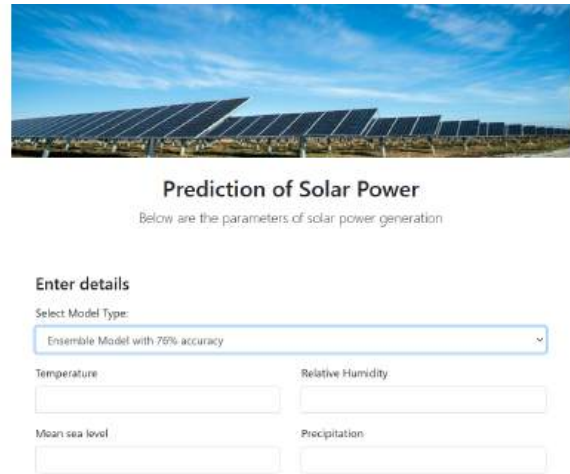 Prediction of Solar Power
Below are the parameters of solar power generation
Enter details
Select Model Type:
Ensemble Model with 76% accuracy
Temperature Relative Humidity
Mean sea level Precipitation